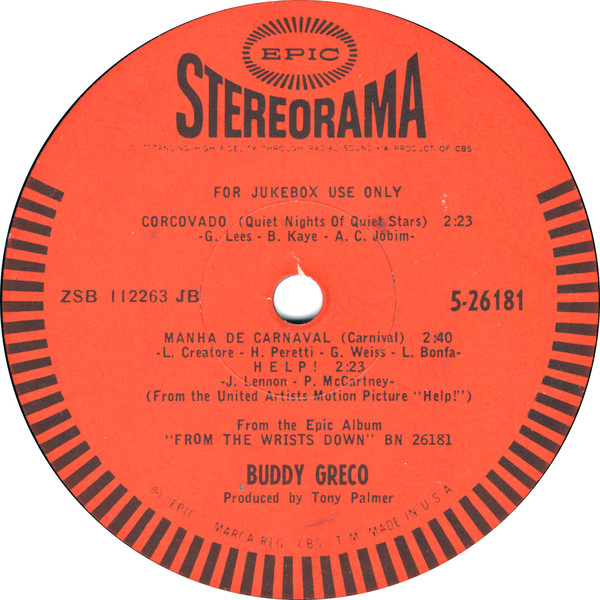 EPIC
STEREORAMA
OUTSTANDING HIGH FIDELITY THROUGH RADIAL SOUND • A PRODUCT OF CBS
FOR JUKEBOX USE ONLY
CORCOVADO (Quiet Nights Of Quiet Stars) 2:23
-G. Lees - B. Kaye - A. C. Jobim-
ZSB 112263 JB
5-26181
MANHA DE CARNAVAL (Carnival) 2:40
-L. Creatore - H. Peretti - G. Weiss - L. Bonfa-
HELP! 2:23
-J. Lennon - P. McCartney-
(From the United Artists Motion Picture "Help!")
From the Epic Album
"FROM THE WRISTS DOWN" BN 26181
BUDDY GRECO
Produced by Tony Palmer
"EPIC" MARCA REG. CBS T.M. MADE IN U.S.A.